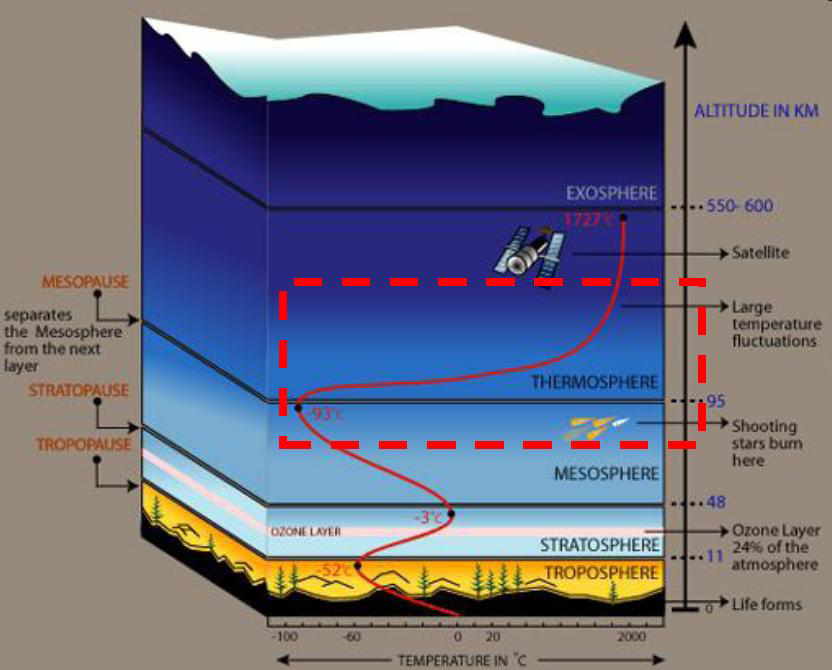 ALTITUDE IN KM
EXOSPHERE
550- 600
1727°C
Satellite
MESOPAUSE
separates
the Mesosphere
from the next
layer
Large
temperature
fluctuations
THERMOSPHERE
STRATOPAUSE
95
-93°C
Shooting
stars burn
here
TROPOPAUSE
MESOSPHERE
48
-3°C
OZONE LAYER
Ozone Layer
24% of the
atmosphere
STRATOSPHERE
11
-52°C
TROPOSPHERE
0
Life forms
-100 -60 0 20 2000
TEMPERATURE IN °C